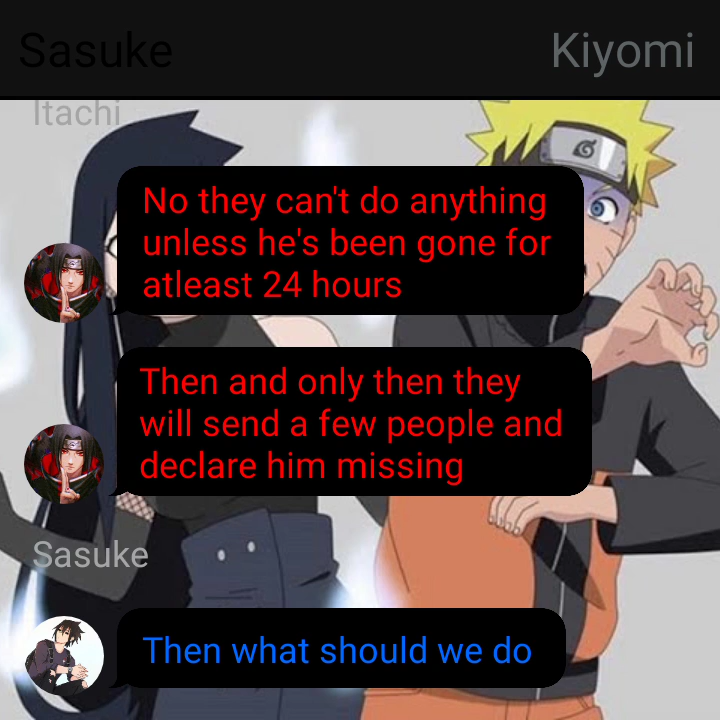 Sasuke
Kiyomi
Itachi
No they can't do anything
unless he's been gone for
atleast 24 hours
Then and only then they
will send a few people and
declare him missing
Sasuke
Then what should we do